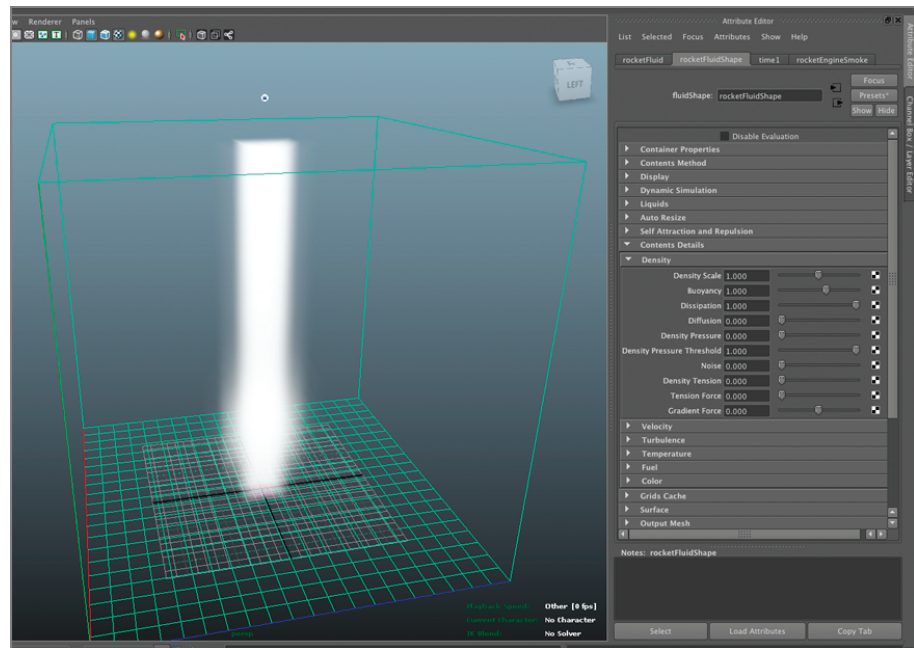 w Renderer Panels
LEFT
Playback Speed: Other [0 fps]
Current Character: No Character
IK Blend: No Solver
persp
Attribute Editor
List Selected Focus Attributes Show Help
rocketFluid rocketFluidShape time1 rocketEngineSmoke
Focus
fluidShape: rocketFluidShape
Presets*
Show Hide
Disable Evaluation
Container Properties
Contents Method
Display
Dynamic Simulation
Liquids
Auto Resize
Self Attraction and Repulsion
Contents Details
Density
Density Scale 1.000
Buoyancy 1.000
Dissipation 1.000
Diffusion 0.000
Density Pressure 0.000
Density Pressure Threshold 1.000
Noise 0.000
Density Tension 0.000
Tension Force 0.000
Gradient Force 0.000
Velocity
Turbulence
Temperature
Fuel
Color
Grids Cache
Surface
Output Mesh
Notes: rocketFluidShape
Select Load Attributes Copy Tab
Attribute Editor
Channel Box / Layer Editor